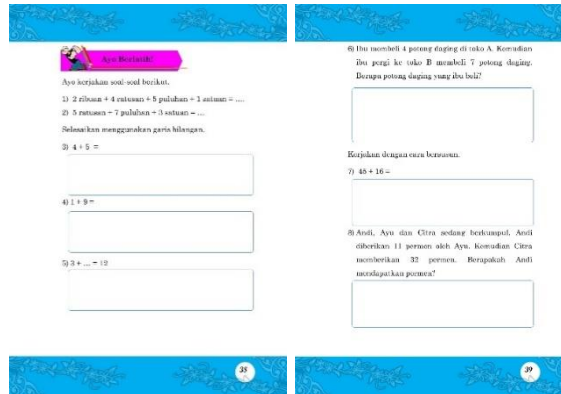 Ayo Berlatih!
Ayo kerjakan soal-soal berikut.
1) 2 ribuan + 4 ratusan + 5 puluhan + 1 satuan = ....
2) 5 ratusan + 7 puluhan + 3 satuan = ....
Selesaikan menggunakan garis bilangan.
3) 4 + 5 =
4) 1 + 9 =
5) 3 + .... = 12
38
6) Ibu membeli 4 potong daging di toko A. Kemudian
ibu pergi ke toko B membeli 7 potong daging.
Berapa potong daging yang ibu beli?
Kerjakan dengan cara bersusun.
7) 45 + 16 =
8) Andi, Ayu dan Citra sedang berkumpul. Andi
diberikan 11 permen oleh Ayu. Kemudian Citra
memberikan 32 permen. Berapakah Andi
mendapatkan permen?
39